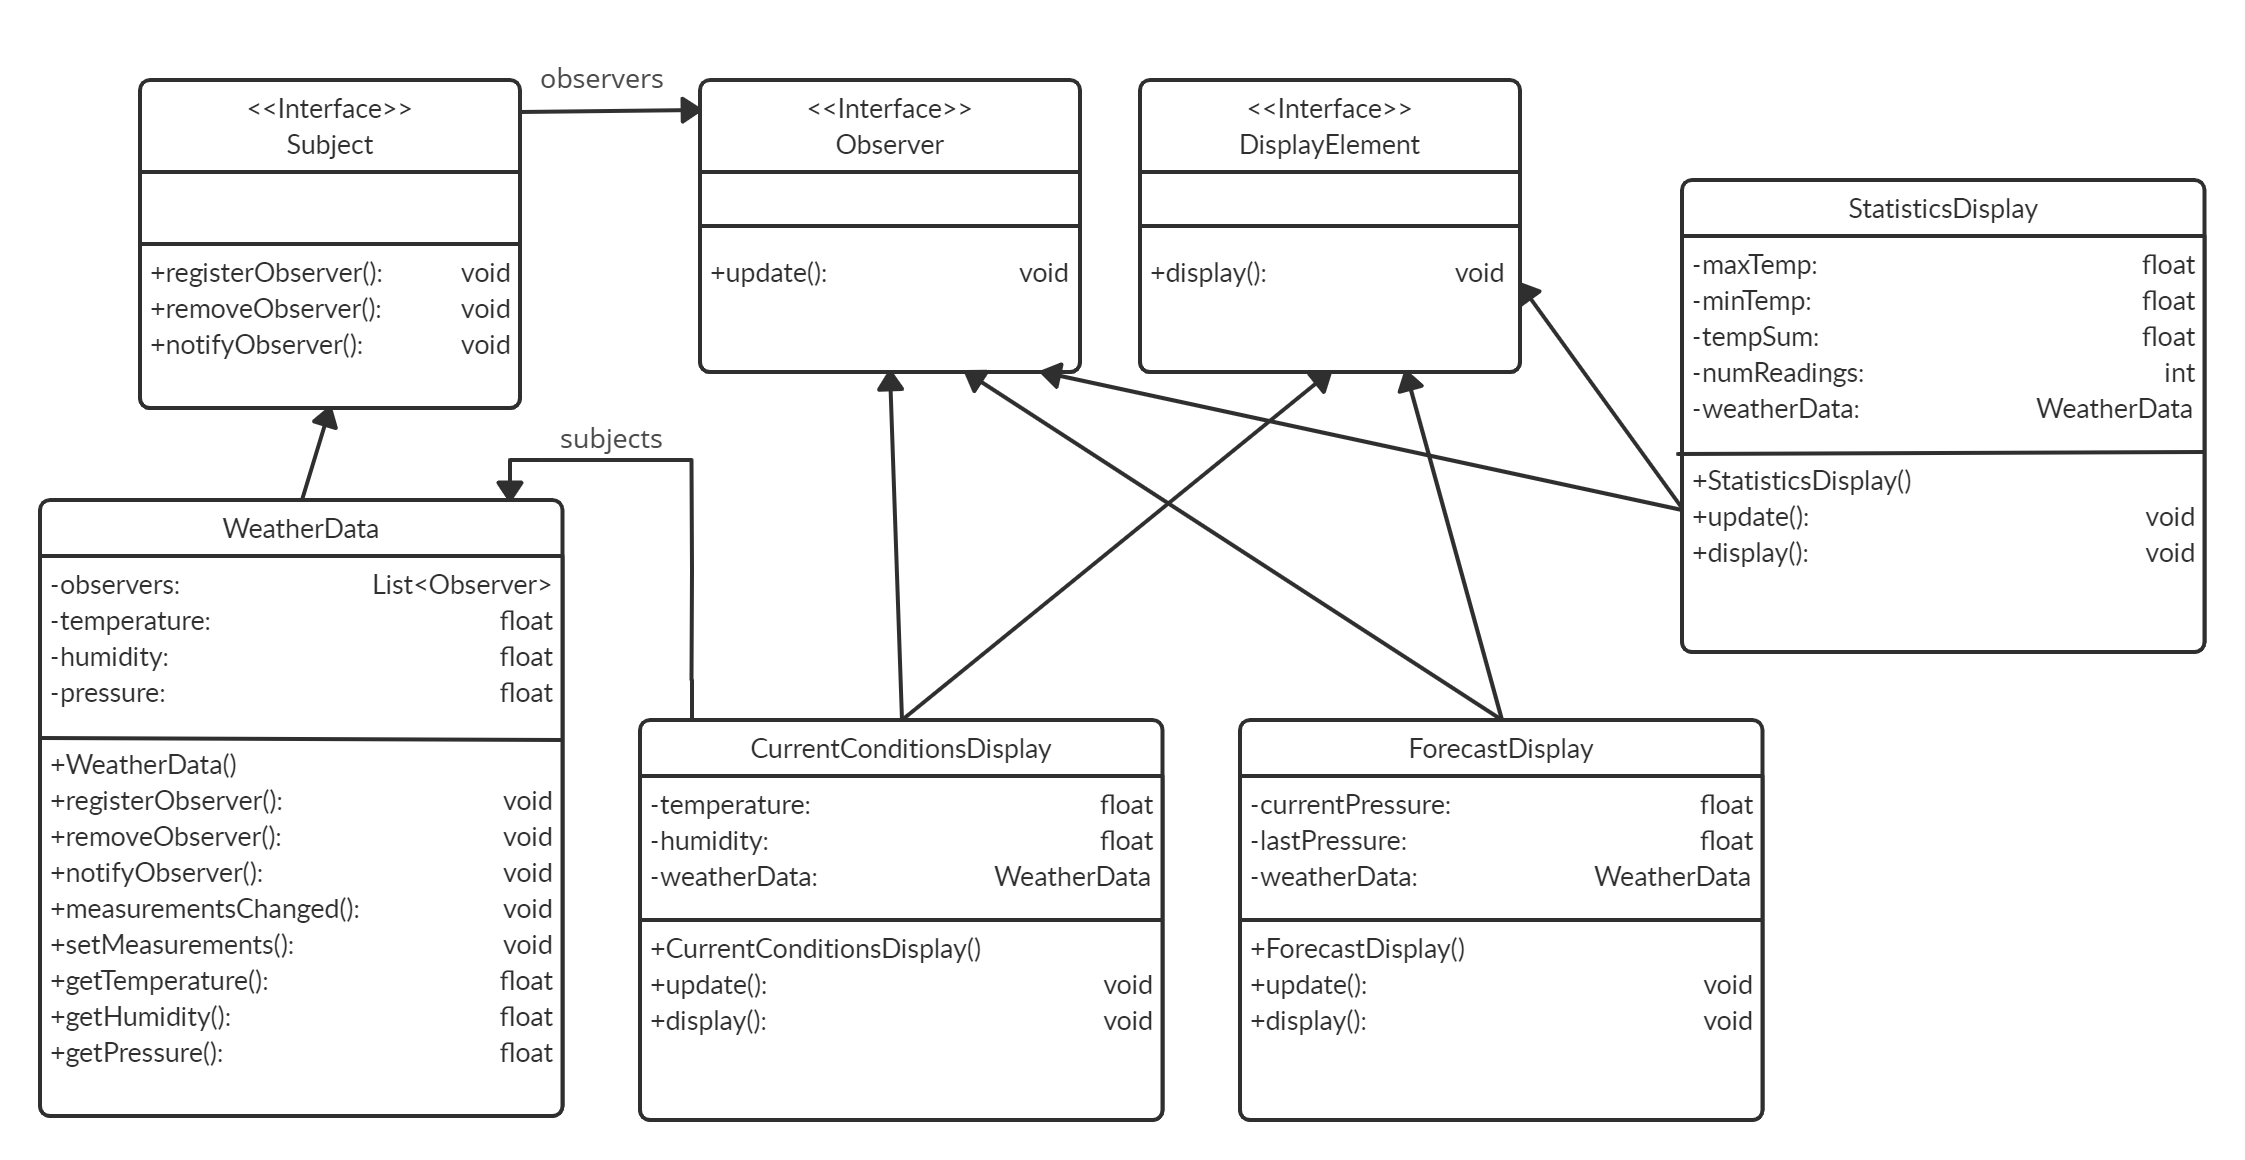 observers
<<Interface>>
Subject
+registerObserver(): void
+removeObserver(): void
+notifyObserver(): void
<<Interface>>
Observer
+update(): void
<<Interface>>
DisplayElement
+display(): void
StatisticsDisplay
-maxTemp: float
-minTemp: float
-tempSum: float
-numReadings: int
-weatherData: WeatherData
+StatisticsDisplay()
+update(): void
+display(): void
subjects
WeatherData
-observers: List<Observer>
-temperature: float
-humidity: float
-pressure: float
+WeatherData()
+registerObserver(): void
+removeObserver(): void
+notifyObserver(): void
+measurementsChanged(): void
+setMeasurements(): void
+getTemperature(): float
+getHumidity(): float
+getPressure(): float
CurrentConditionsDisplay
-temperature: float
-humidity: float
-weatherData: WeatherData
+CurrentConditionsDisplay()
+update(): void
+display(): void
ForecastDisplay
-currentPressure: float
-lastPressure: float
-weatherData: WeatherData
+ForecastDisplay()
+update(): void
+display(): void